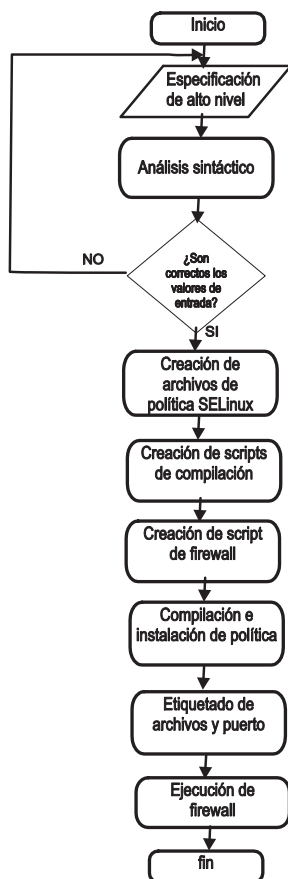 Inicio
Especificación
de alto nivel
Análisis sintáctico
¿Son
correctos los
valores de
entrada?
NO
SI
Creación de
archivos de
política SELinux
Creación de scripts
de compilación
Creación de script
de firewall
Compilación e
instalación de política
Etiquetado de
archivos y puerto
Ejecución de
firewall
fin